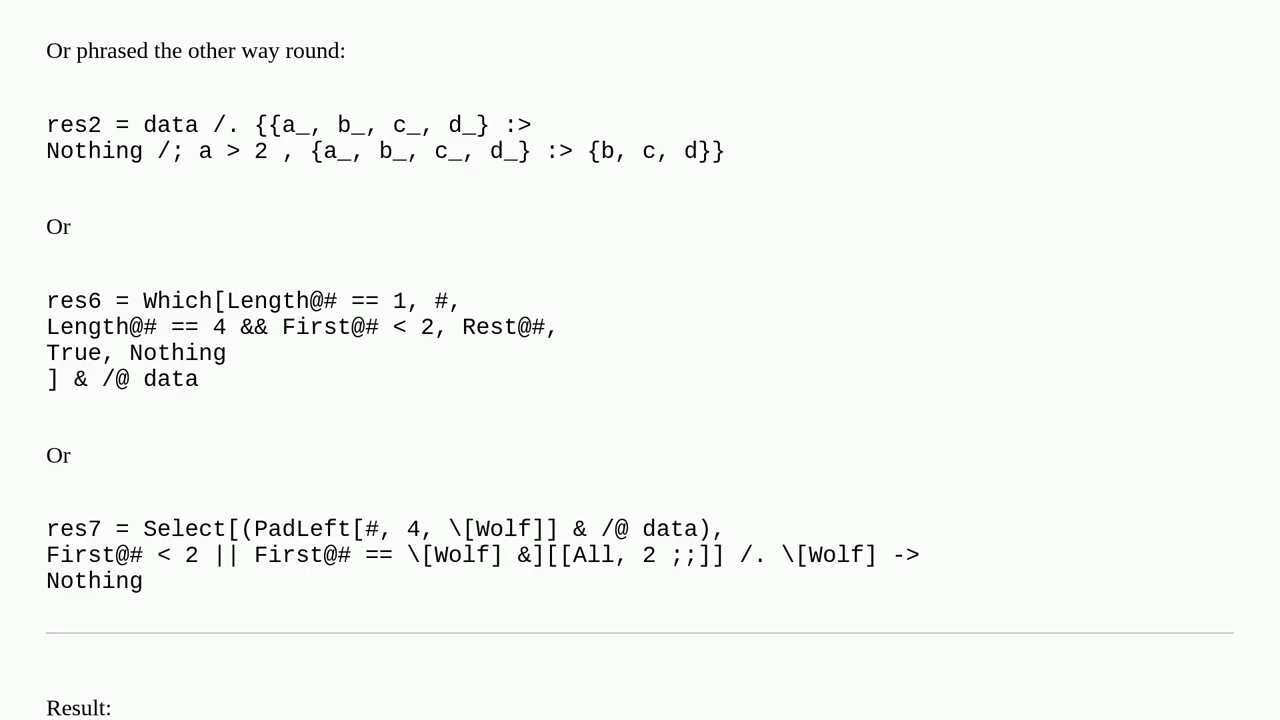 Or phrased the other way round:
res2 = data /. {{a_, b_, c_, d_} :>
Nothing /; a > 2 , {a_, b_, c_, d_} :> {b, c, d}}
Or
res6 = Which[Length@# == 1, #,
Length@# == 4 && First@# < 2, Rest@#,
True, Nothing
] & /@ data
Or
res7 = Select[(PadLeft[#, 4, \[Wolf]] & /@ data),
First@# < 2 || First@# == \[Wolf] &][[All, 2 ;;]] /. \[Wolf] ->
Nothing
Result: